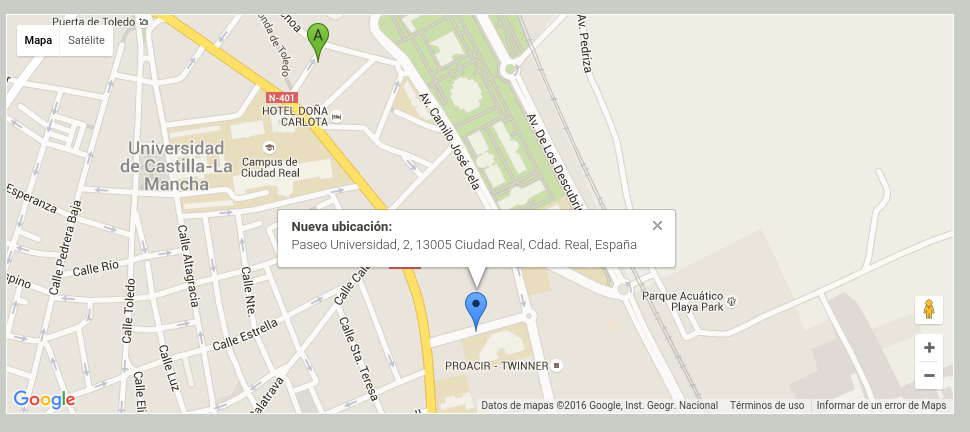 Puerta de Toledo
Mapa
Satélite
A
N-401
HOTEL DOÑA
CARLOTA
Universidad
de Castilla-La
Mancha
Campus de
Ciudad Real
Av. Camilo José Cela
Av. De Los Descubri
Av. Pedriza
Esperanza
Calle Pedrera Baja
Nueva ubicación:
Paseo Universidad, 2, 13005 Ciudad Real, Cdad. Real, España
Calle Altagracia
Calle Río
Calle Toledo
Calle Nte.
Calle Cal
Calle Estrella
Calle Sta. Teresa
Calle Luz
Calle Eli
Calatrava
Parque Acuático
Playa Park
PROACIR - TWINNER
Google
Datos de mapas ©2016 Google, Inst. Geogr. Nacional
Términos de uso
Informar de un error de Maps